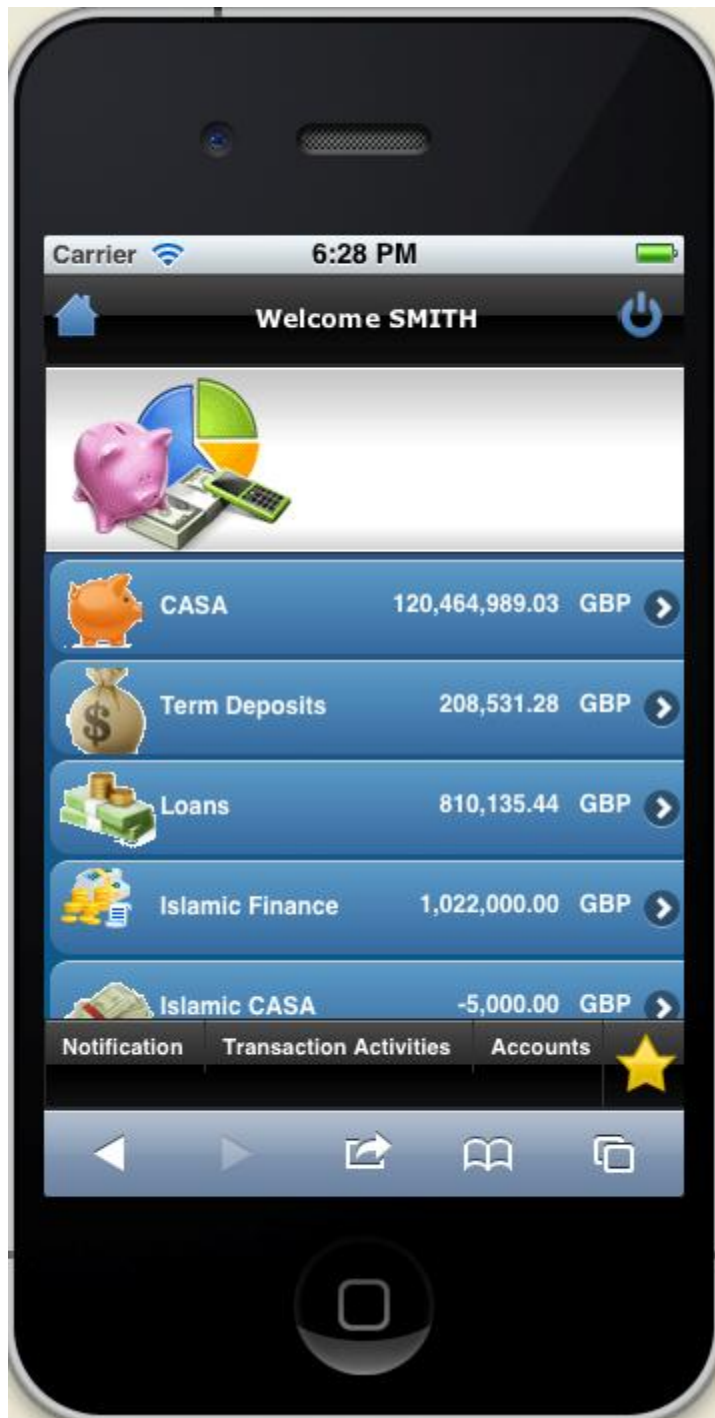 Carrier 6:28 PM
Welcome SMITH
CASA 120,464,989.03 GBP
Term Deposits 208,531.28 GBP
Loans 810,135.44 GBP
Islamic Finance 1,022,000.00 GBP
Islamic CASA -5,000.00 GBP
Notification Transaction Activities Accounts